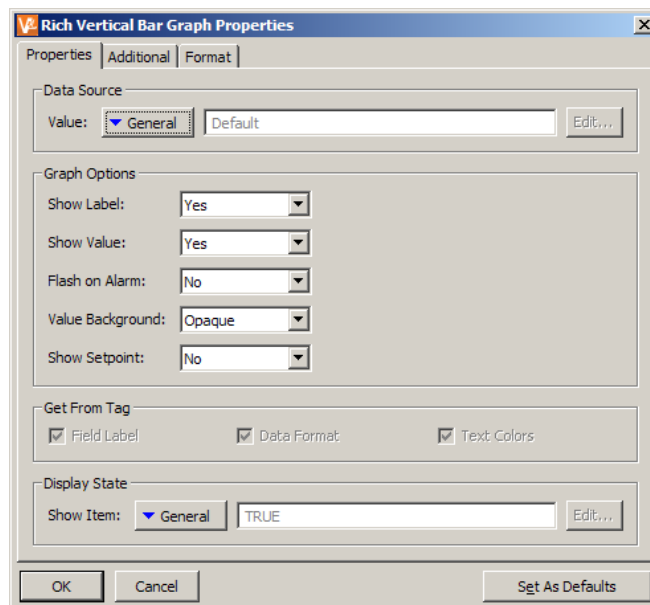 Rich Vertical Bar Graph Properties
Properties Additional Format
Data Source
Value: General Default Edit...
Graph Options
Show Label: Yes
Show Value: Yes
Flash on Alarm: No
Value Background: Opaque
Show Setpoint: No
Get From Tag
Field Label Data Format Text Colors
Display State
Show Item: General TRUE Edit...
OK Cancel Set As Defaults